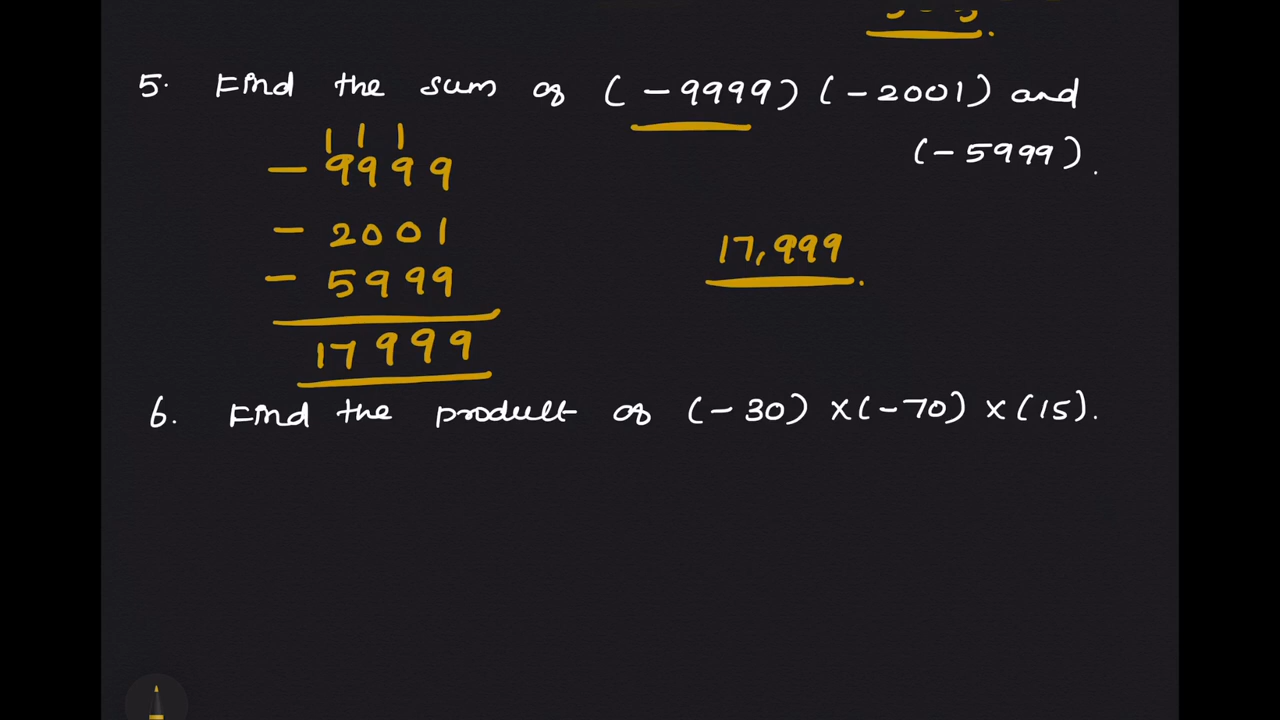 5. Find the sum of (-9999) (-2001) and
(-5999).
1 1 1
- 9999
- 2001
- 5999
17999
17,999.
6. Find the product of (-30) x (-70) x (15).